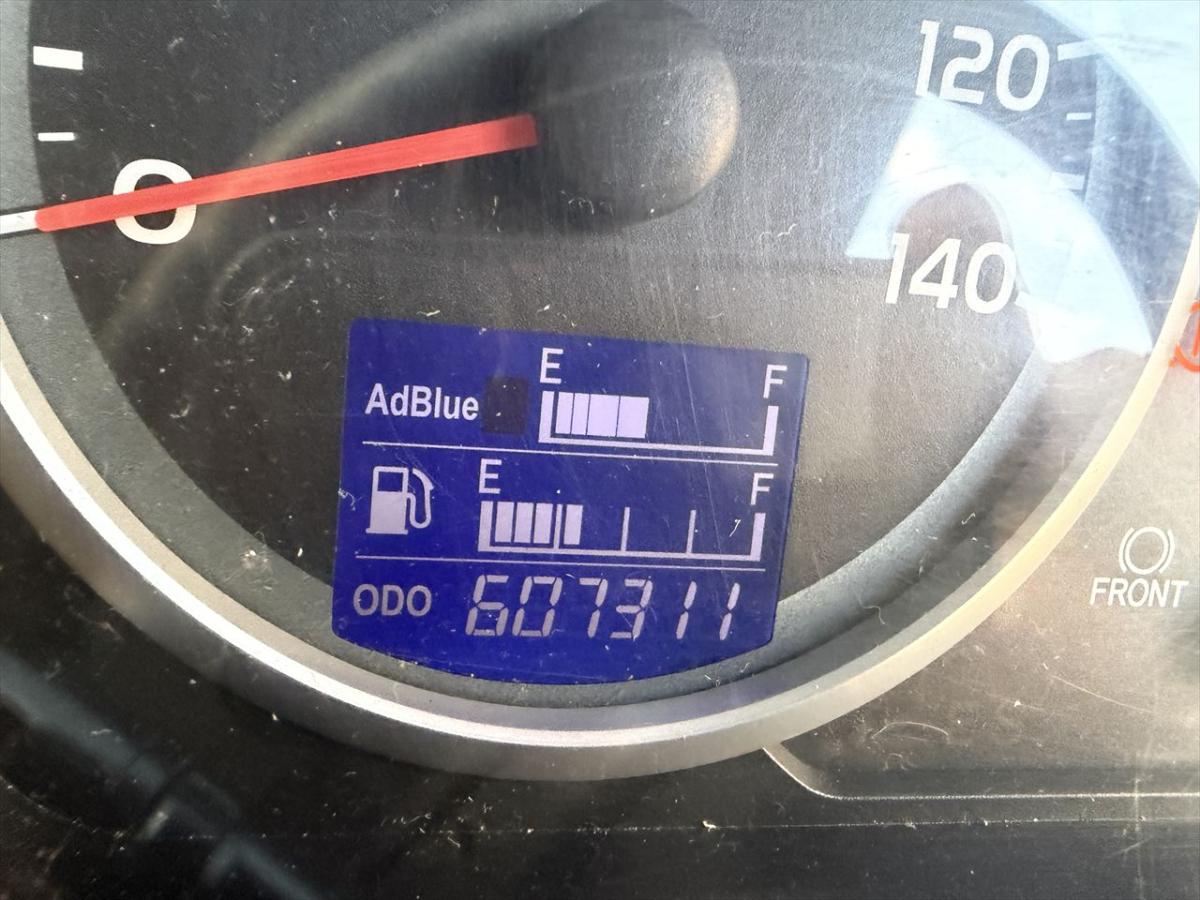 120
0
140
E F
AdBlue
E F
ODO 607311
FRONT